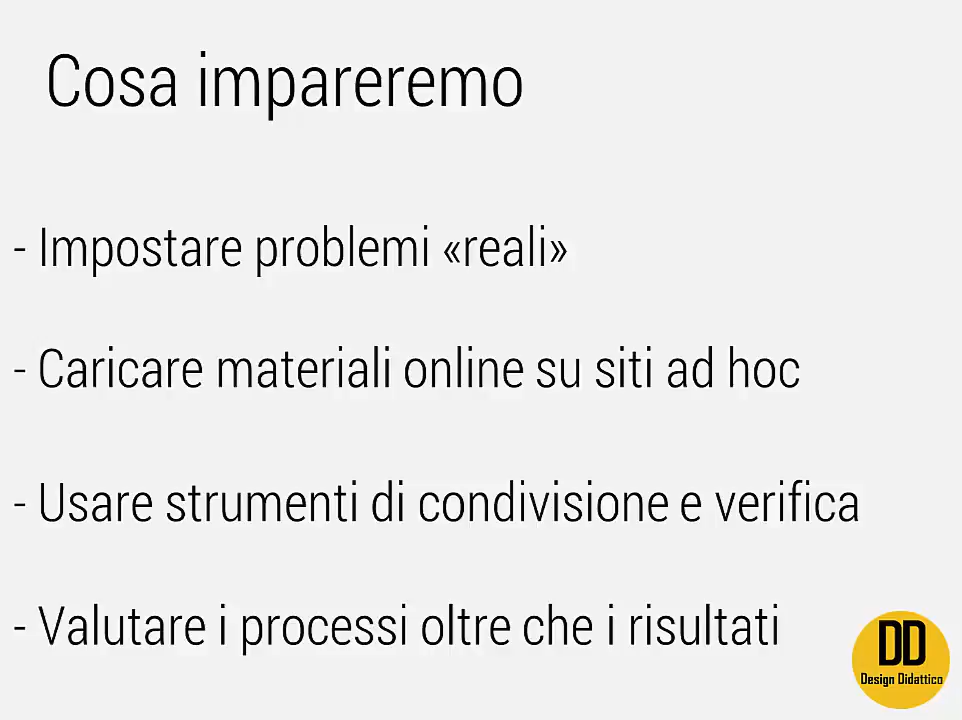 Cosa impareremo
- Impostare problemi «reali»
- Caricare materiali online su siti ad hoc
- Usare strumenti di condivisione e verifica
- Valutare i processi oltre che i risultati
DD
Design Didattico